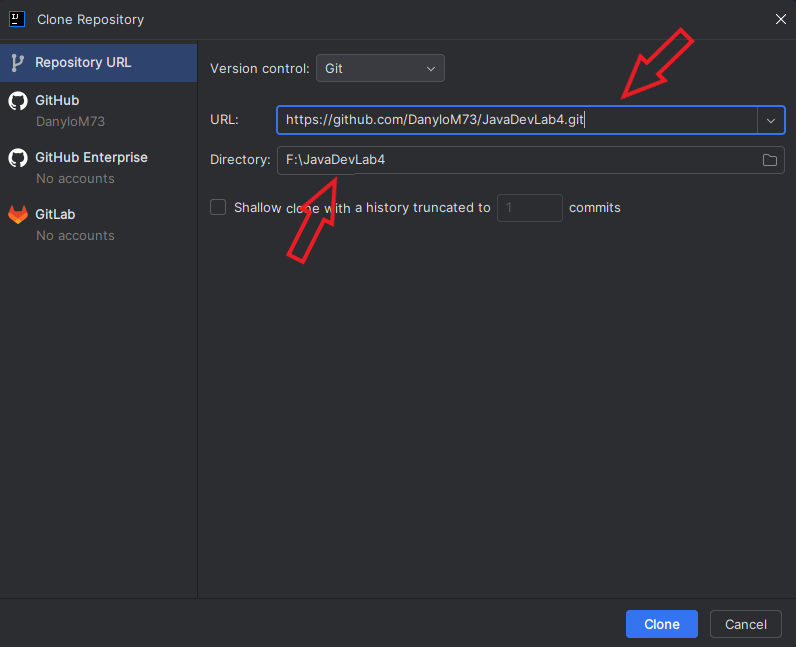 Clone Repository
Repository URL
GitHub
DanyloM73
GitHub Enterprise
No accounts
GitLab
No accounts
Version control: Git
URL: https://github.com/DanyloM73/JavaDevLab4.git
Directory: F:\JavaDevLab4
Shallow clone with a history truncated to 1 commits
Clone Cancel